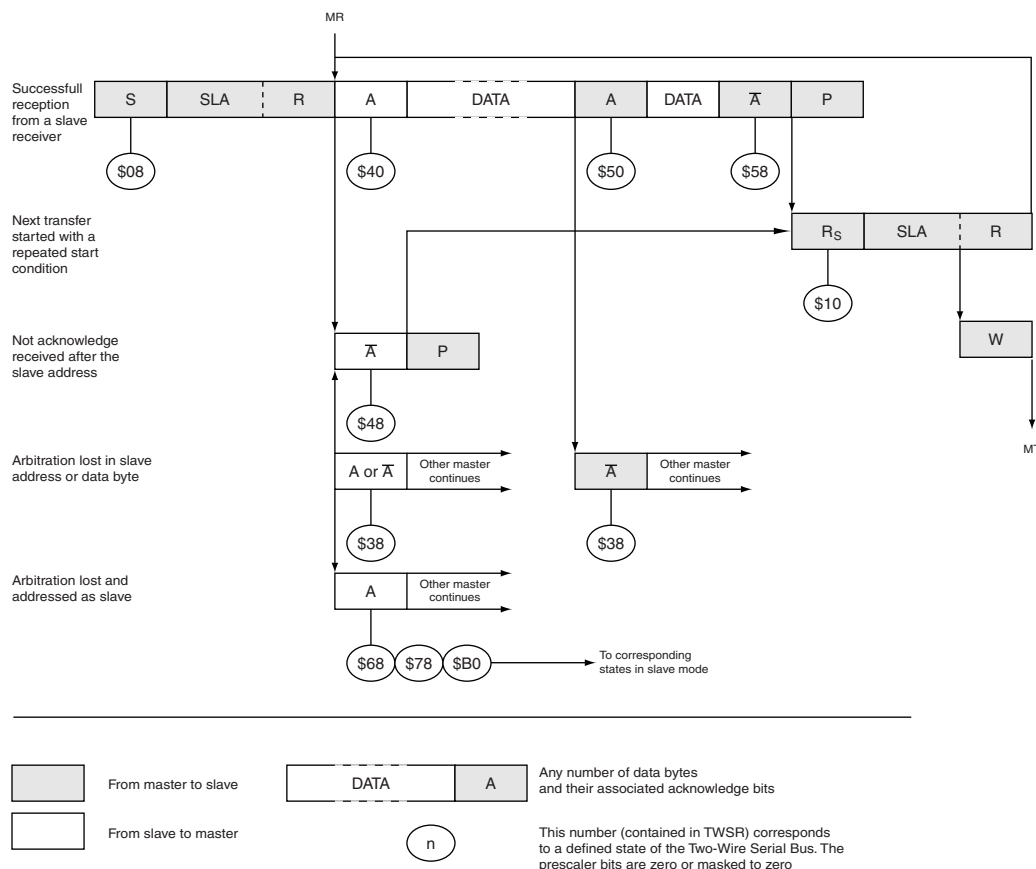 MR
Successfull
reception
from a slave
receiver
S SLA R A DATA A DATA A̅ P
$08 $40 $50 $58
Next transfer
started with a
repeated start
condition
RS SLA R
$10
Not acknowledge
received after the
slave address
A̅ P
W
$48
MT
Arbitration lost in slave
address or data byte
A or A̅ Other master
continues
A̅ Other master
continues
$38 $38
Arbitration lost and
addressed as slave
A Other master
continues
$68 $78 $B0 To corresponding
states in slave mode
From master to slave
DATA A Any number of data bytes
and their associated acknowledge bits
From slave to master
n This number (contained in TWSR) corresponds
to a defined state of the Two-Wire Serial Bus. The
prescaler bits are zero or masked to zero